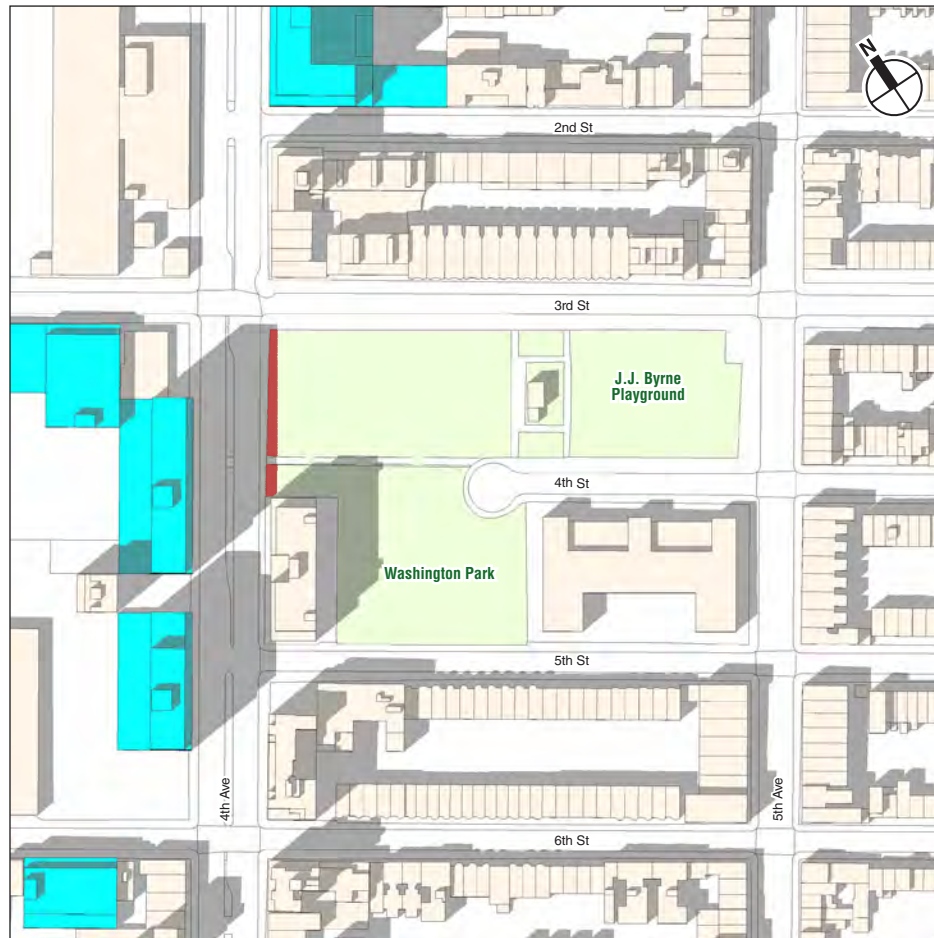 N
2nd St
3rd St
J.J. Byrne
Playground
4th St
Washington Park
5th St
4th Ave
5th Ave
6th St